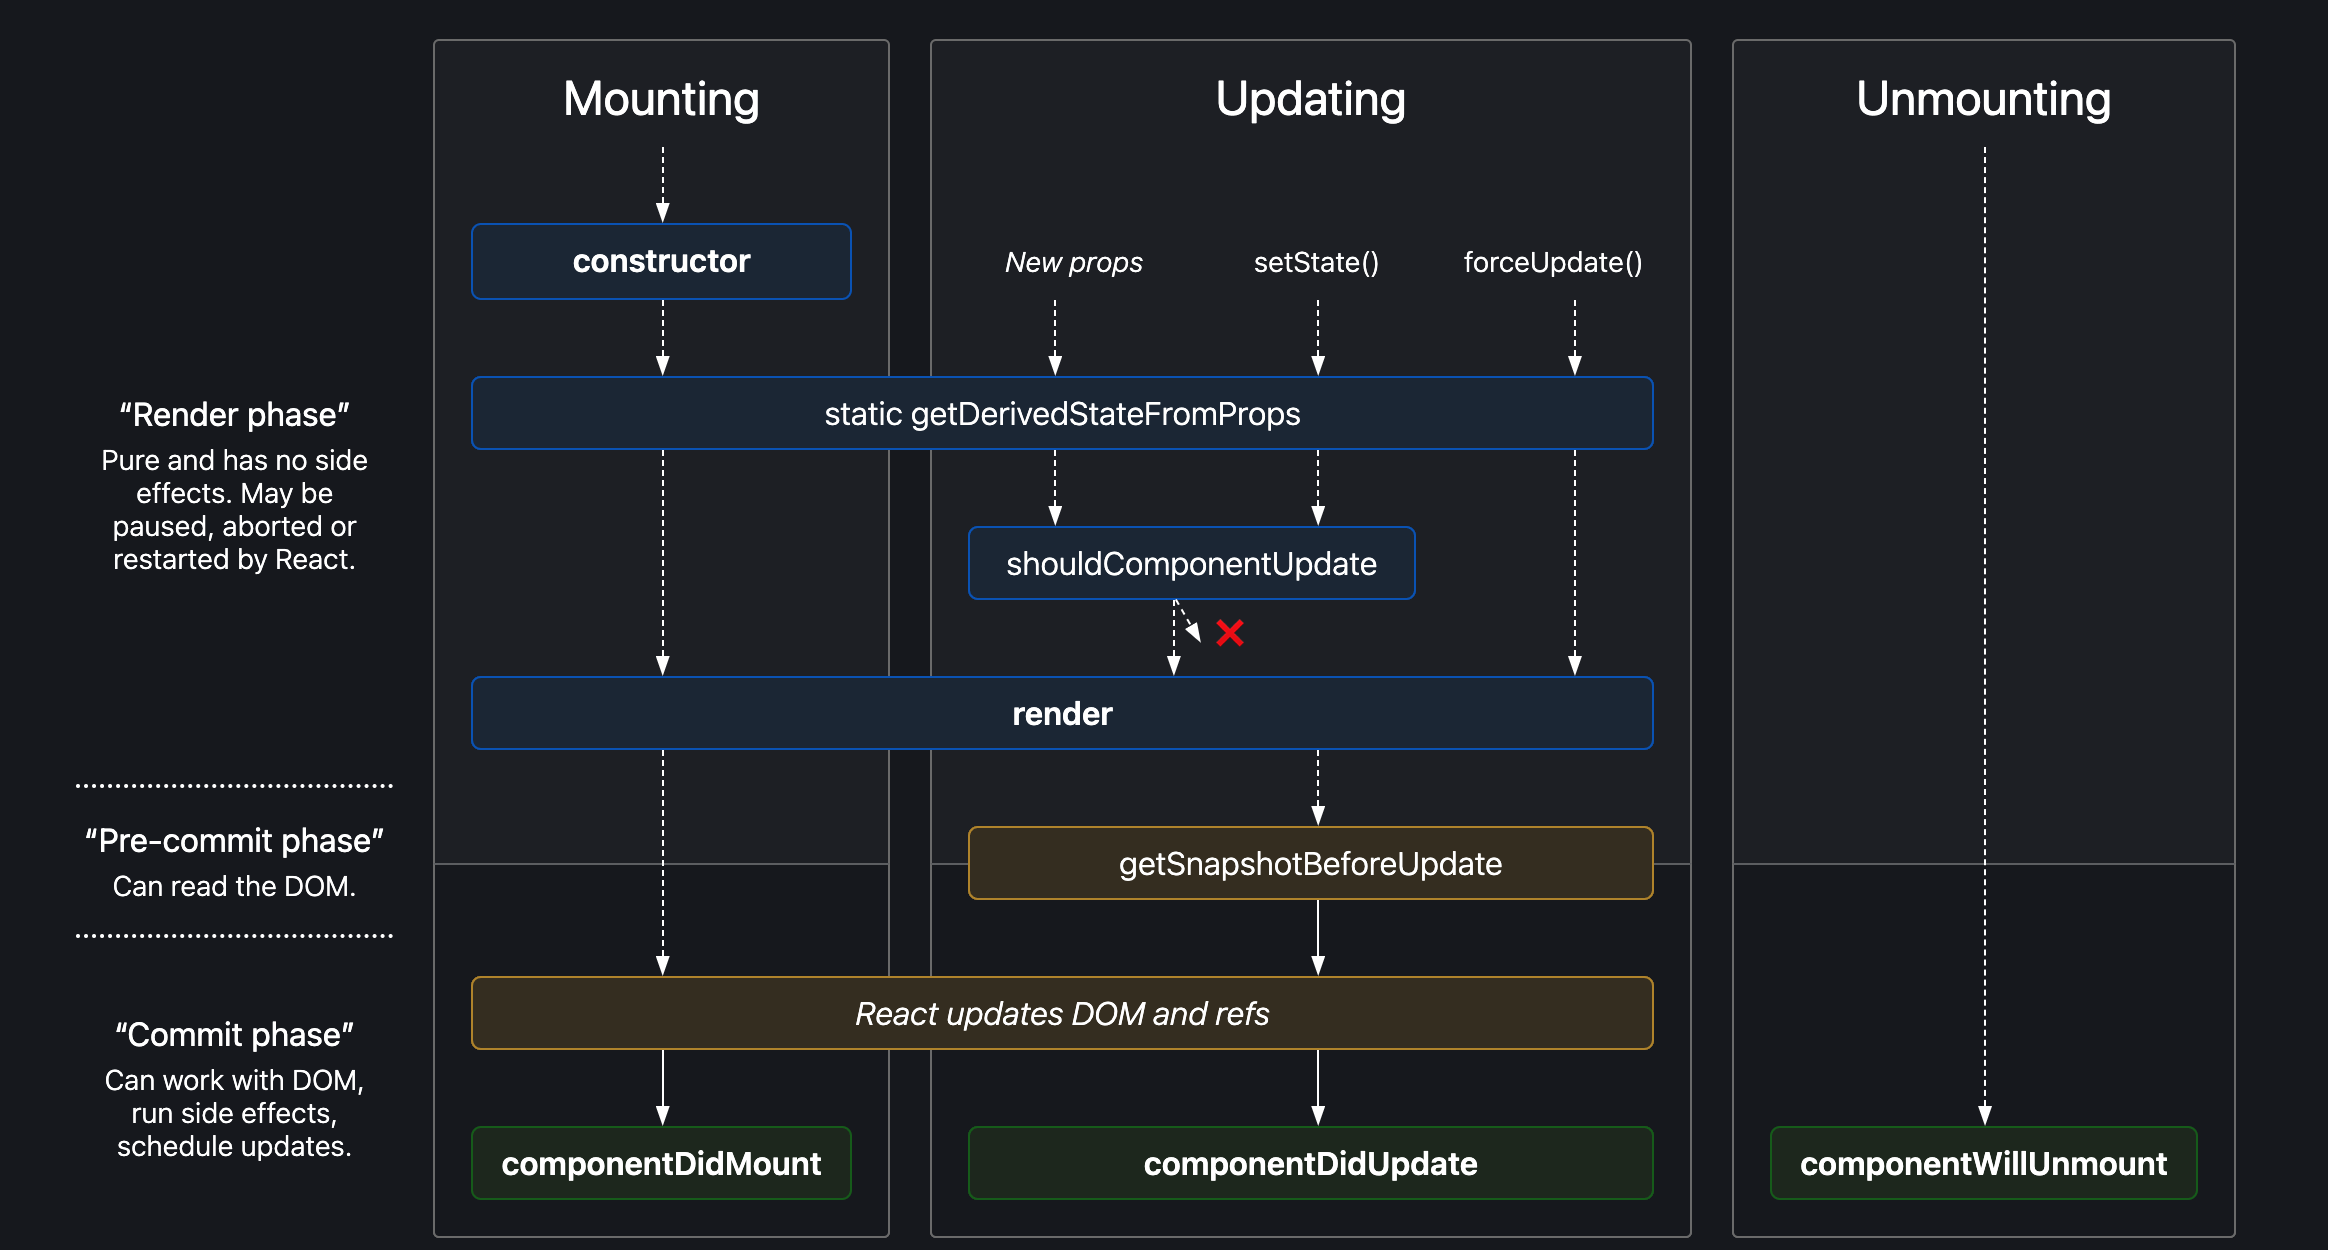 Mounting
Updating
Unmounting
constructor
New props
setState()
forceUpdate()
static getDerivedStateFromProps
“Render phase”
Pure and has no side
effects. May be
paused, aborted or
restarted by React.
shouldComponentUpdate
render
“Pre-commit phase”
Can read the DOM.
getSnapshotBeforeUpdate
React updates DOM and refs
“Commit phase”
Can work with DOM,
run side effects,
schedule updates.
componentDidMount
componentDidUpdate
componentWillUnmount